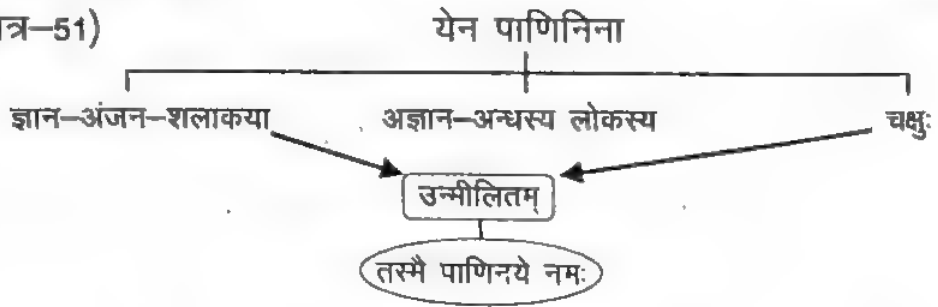 त्र–51) येन पाणिनिना
ज्ञान–अंजन–शलाकया अज्ञान–अन्धस्य लोकस्य चक्षुः
उन्मीलितम्
तस्मै पाणिनये नमः